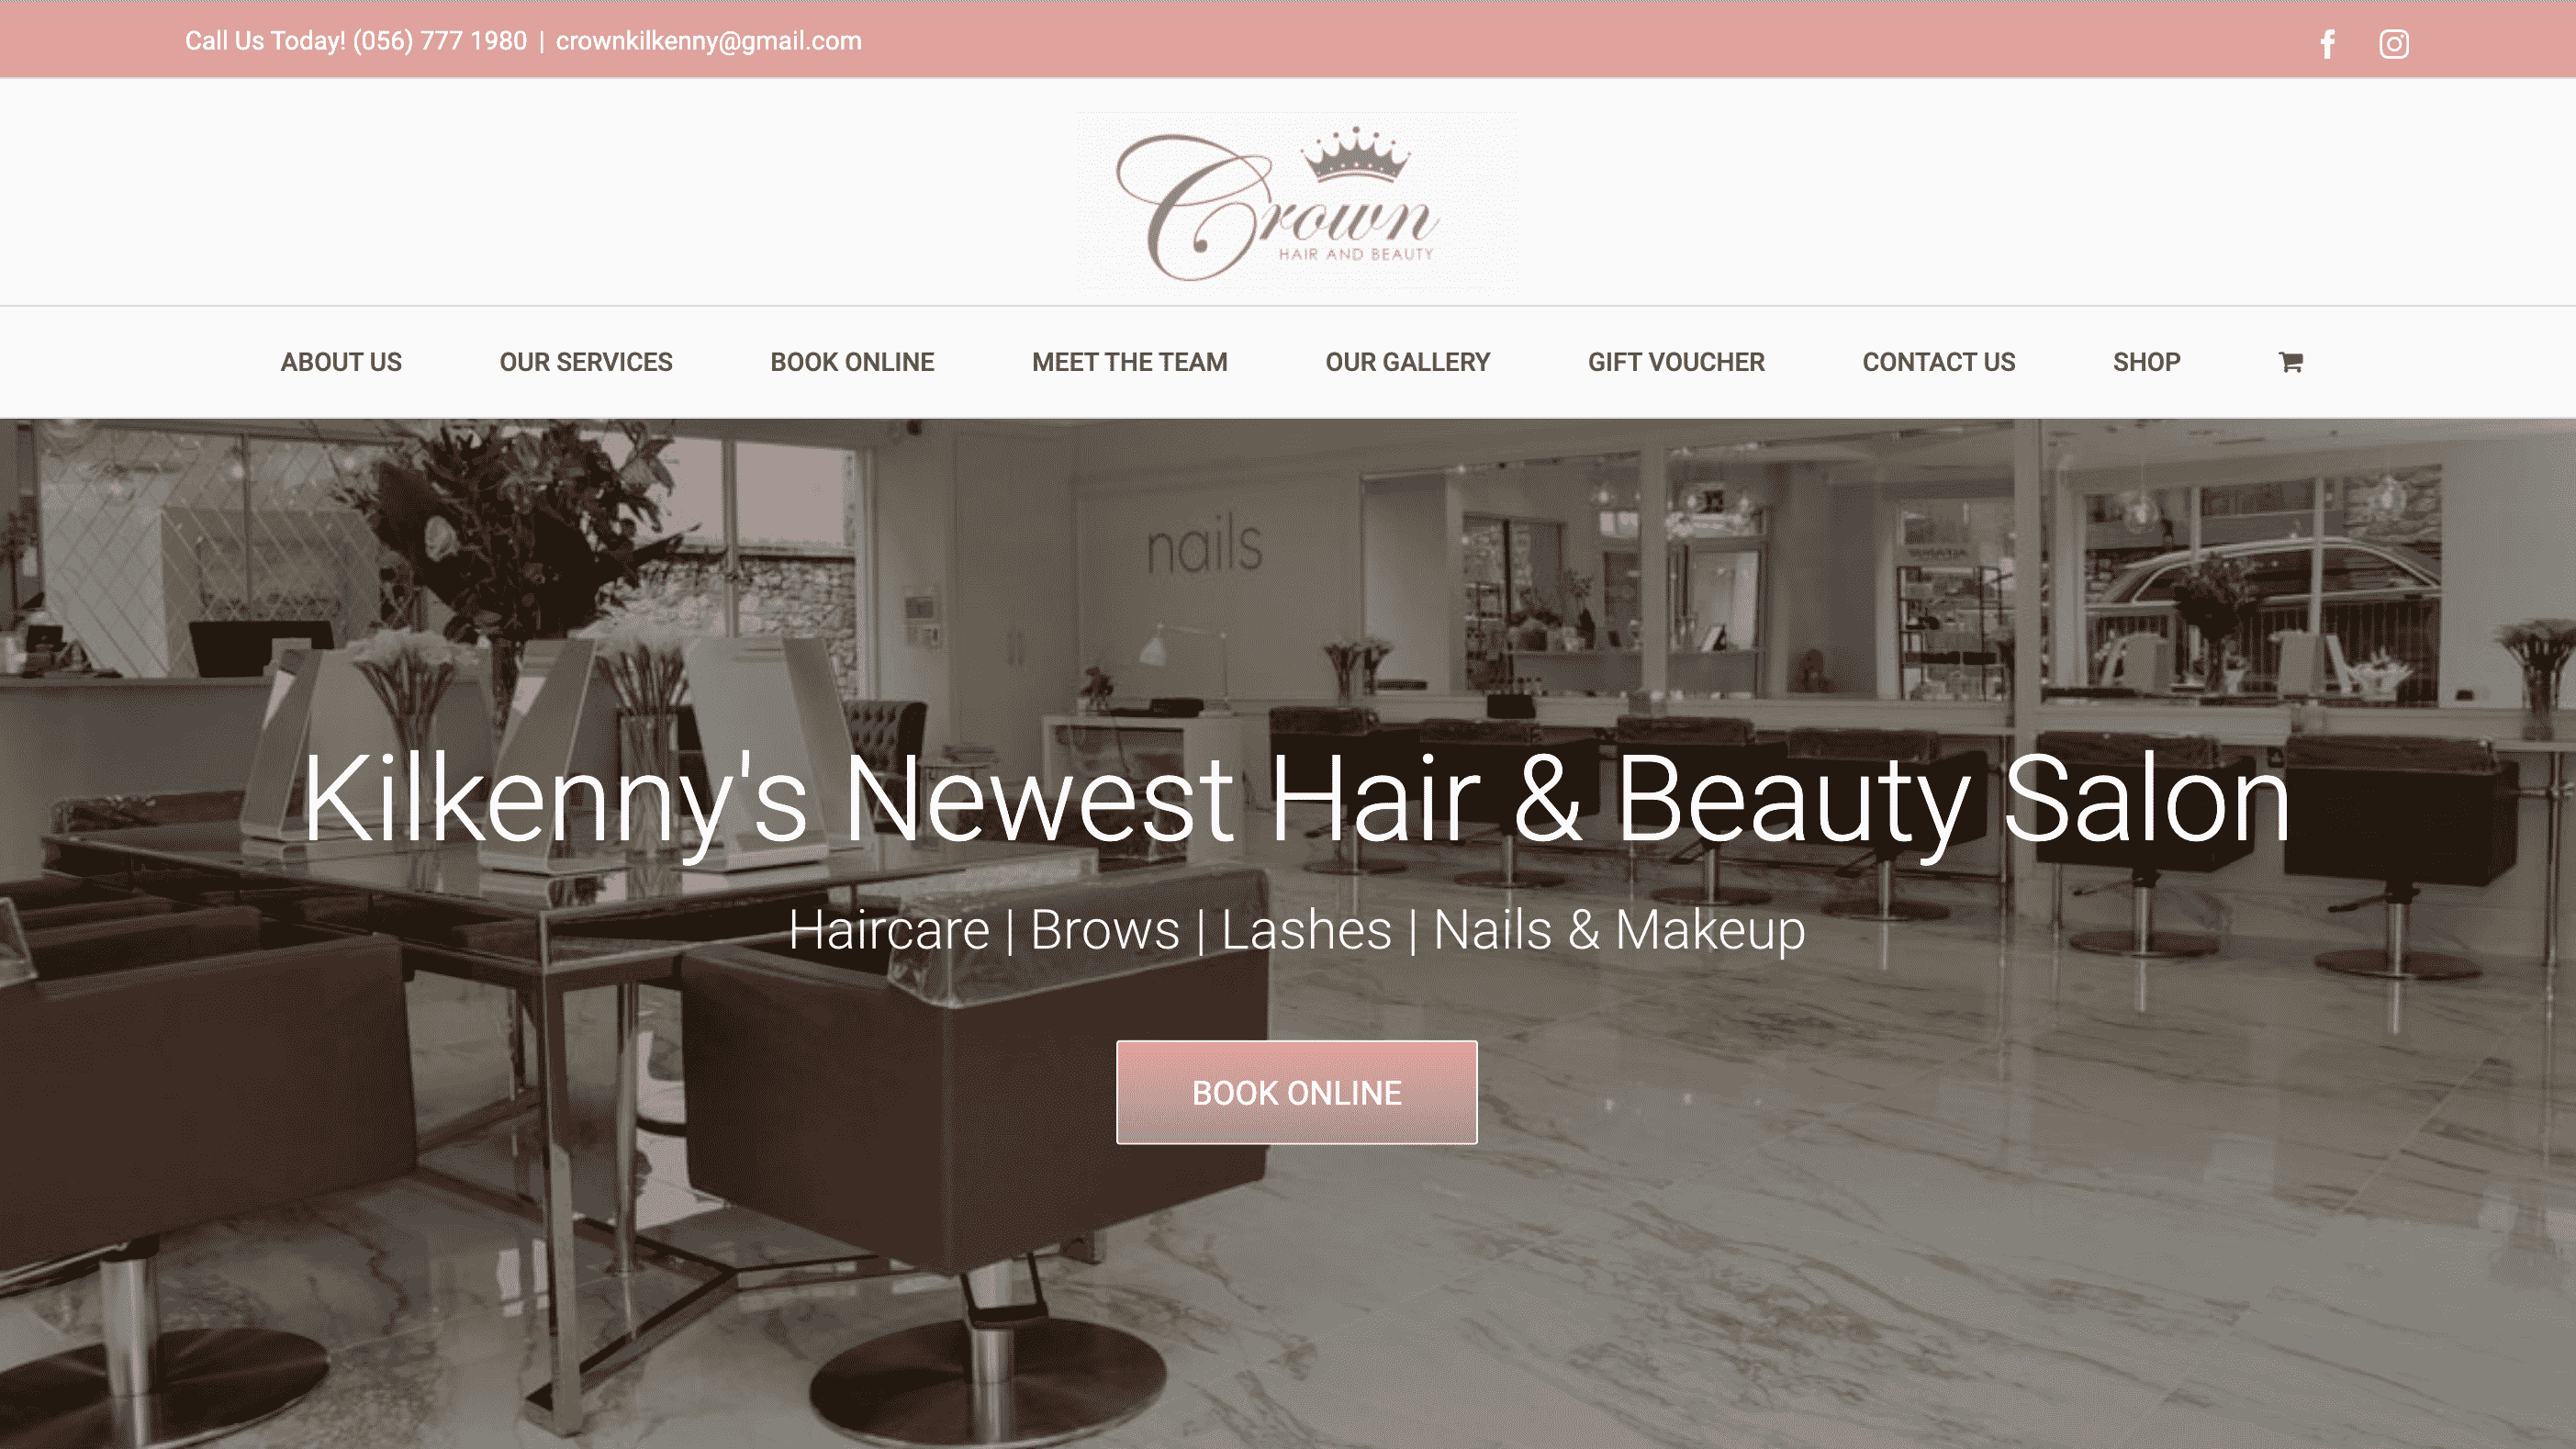 Call Us Today! (056) 777 1980 | crownkilkenny@gmail.com
Crown
HAIR AND BEAUTY
ABOUT US OUR SERVICES BOOK ONLINE MEET THE TEAM OUR GALLERY GIFT VOUCHER CONTACT US SHOP
nails
Kilkenny's Newest Hair & Beauty Salon
Haircare | Brows | Lashes | Nails & Makeup
BOOK ONLINE